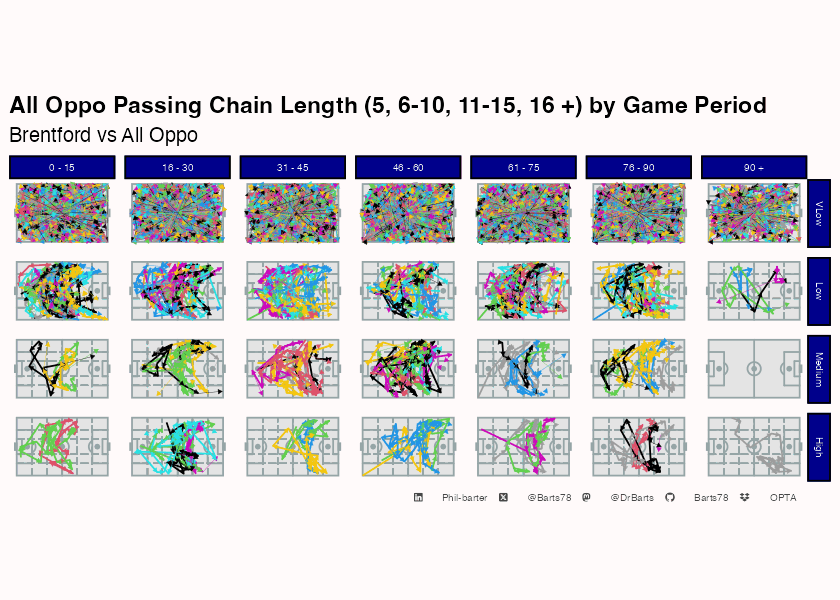 All Oppo Passing Chain Length (5, 6-10, 11-15, 16 +) by Game Period
Brentford vs All Oppo
0 - 15 16 - 30 31 - 45 46 - 60 61 - 75 76 - 90 90 +
VLow
Low
Medium
High
Phil-barter @Barts78 @DrBarts Barts78 OPTA